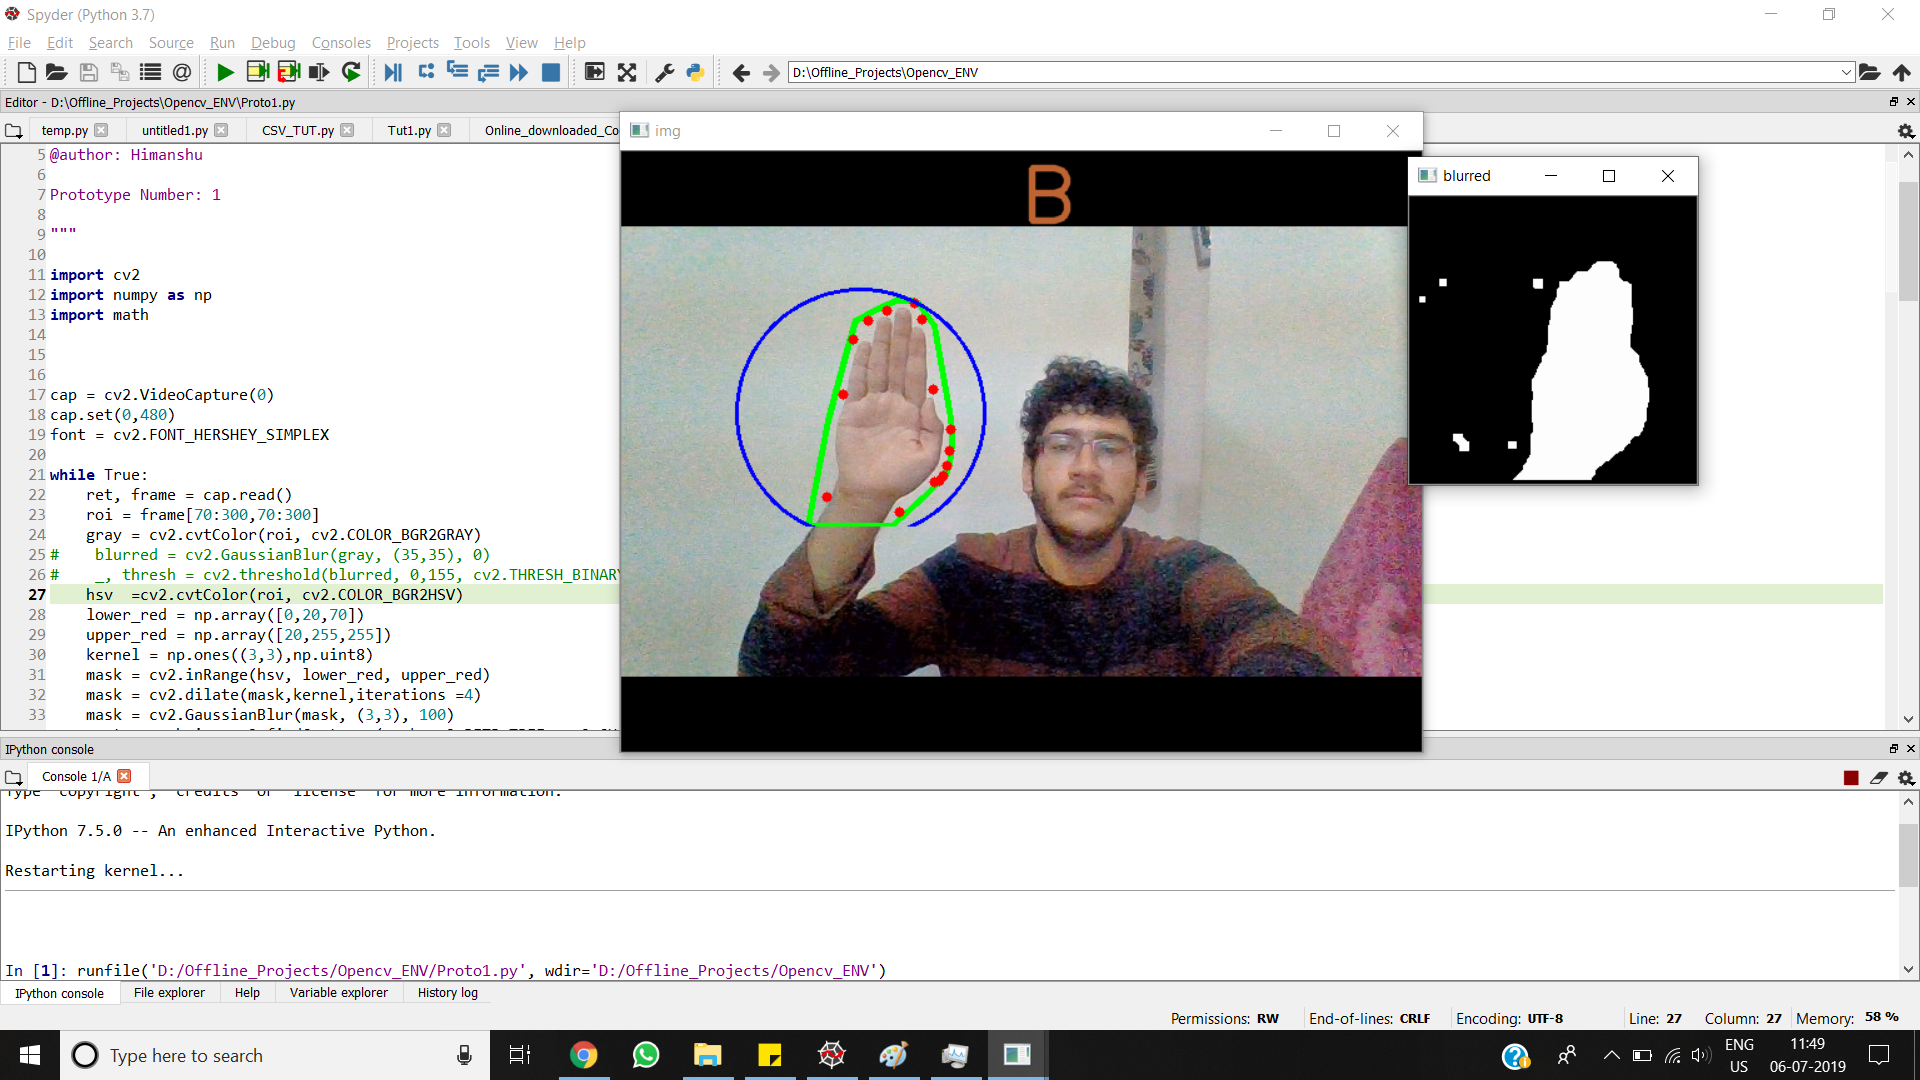 Spyder (Python 3.7)
File Edit Search Source Run Debug Consoles Projects Tools View Help
D:\Offline_Projects\Opencv_ENV
Editor - D:\Offline_Projects\Opencv_ENV\Proto1.py
temp.py untitled1.py CSV_TUT.py Tut1.py Online_downloaded_Co
5 @author: Himanshu
6
7 Prototype Number: 1
8
9 """
10
11 import cv2
12 import numpy as np
13 import math
14
15
16
17 cap = cv2.VideoCapture(0)
18 cap.set(0,480)
19 font = cv2.FONT_HERSHEY_SIMPLEX
20
21 while True:
22 ret, frame = cap.read()
23 roi = frame[70:300,70:300]
24 gray = cv2.cvtColor(roi, cv2.COLOR_BGR2GRAY)
25 # blurred = cv2.GaussianBlur(gray, (35,35), 0)
26 # _, thresh = cv2.threshold(blurred, 0,155, cv2.THRESH_BINARY
27 hsv =cv2.cvtColor(roi, cv2.COLOR_BGR2HSV)
28 lower_red = np.array([0,20,70])
29 upper_red = np.array([20,255,255])
30 kernel = np.ones((3,3),np.uint8)
31 mask = cv2.inRange(hsv, lower_red, upper_red)
32 mask = cv2.dilate(mask,kernel,iterations =4)
33 mask = cv2.GaussianBlur(mask, (3,3), 100)
img
B
blurred
IPython console
Console 1/A
Type "copyright", "credits" or "license" for more information.
IPython 7.5.0 -- An enhanced Interactive Python.
Restarting kernel...
In [1]: runfile('D:/Offline_Projects/Opencv_ENV/Proto1.py', wdir='D:/Offline_Projects/Opencv_ENV')
IPython console File explorer Help Variable explorer History log
Permissions: RW End-of-lines: CRLF Encoding: UTF-8 Line: 27 Column: 27 Memory: 58 %
Type here to search
ENG
US
11:49
06-07-2019